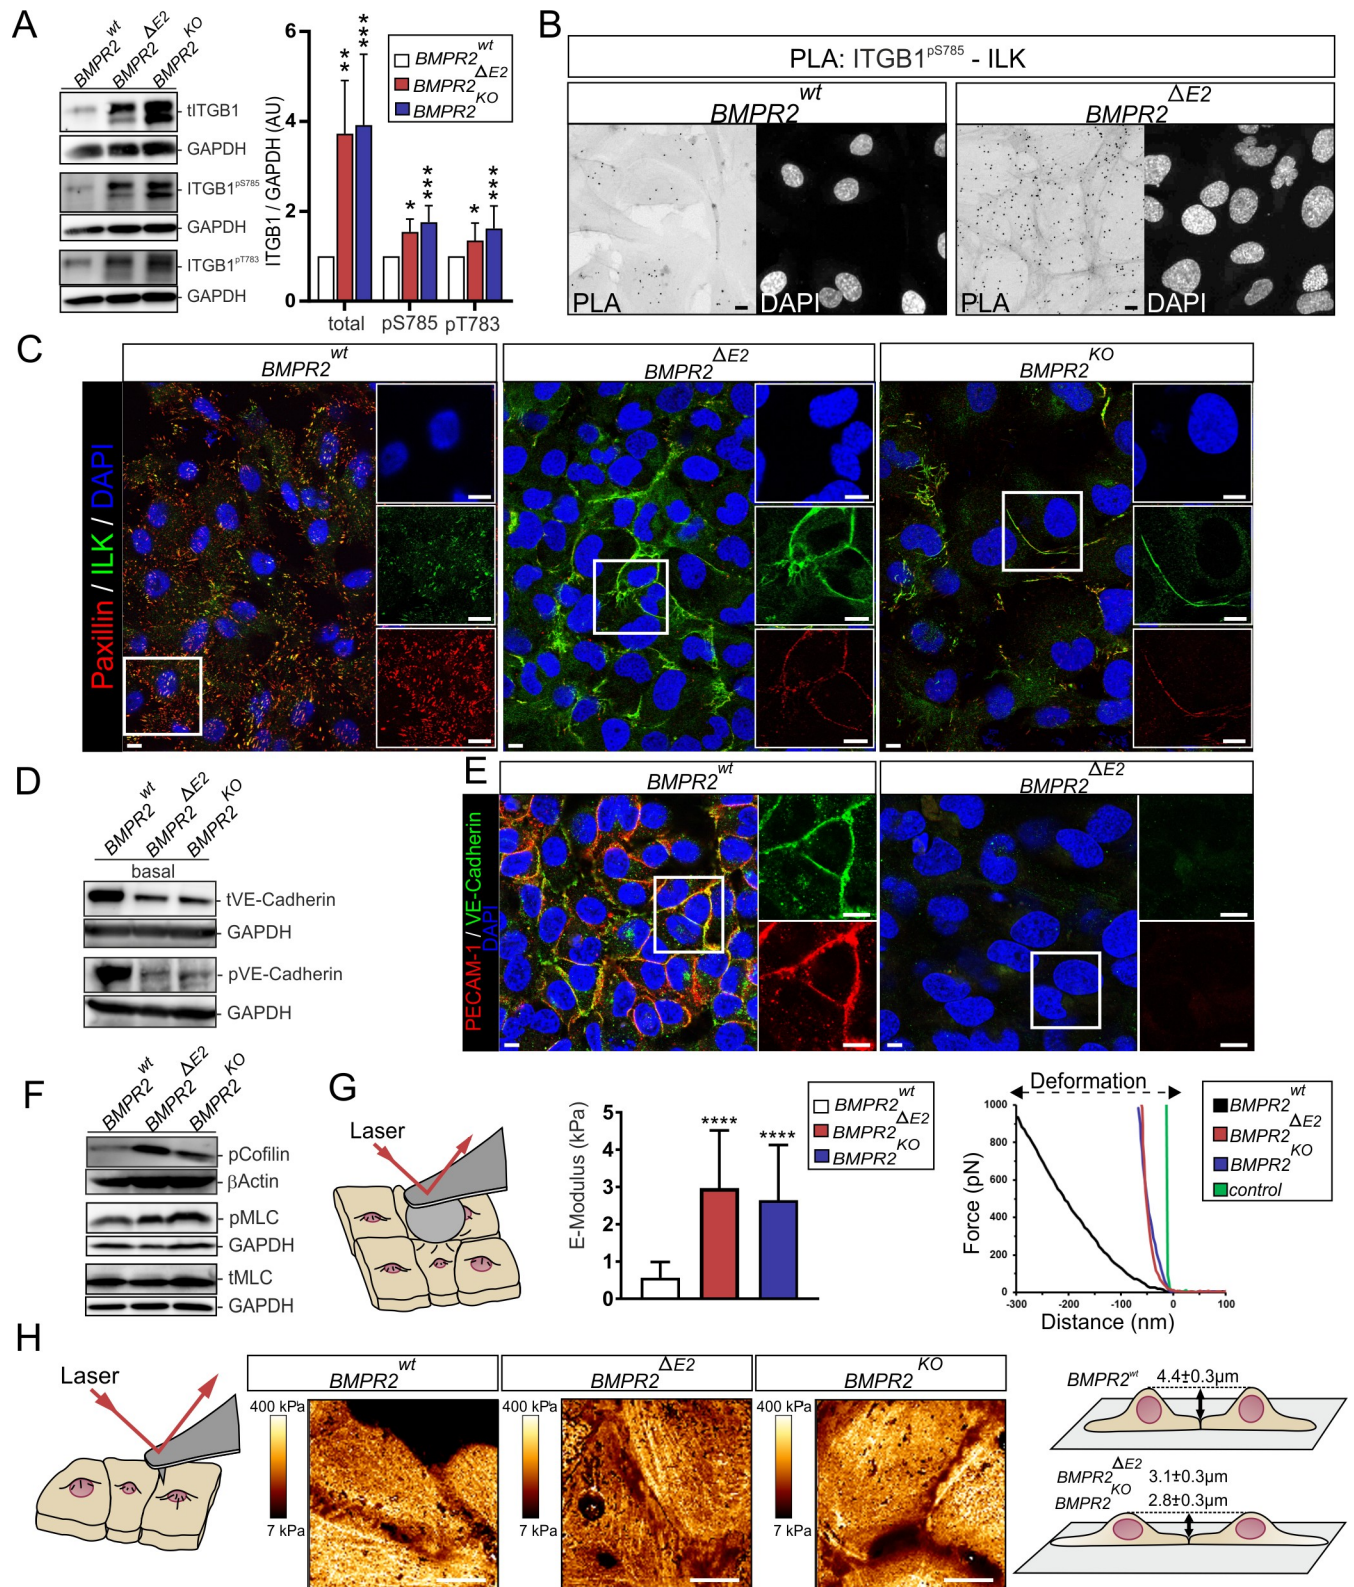 A
BMPR2wt
BMPR2ΔE2
BMPR2KO
tITGB1
GAPDH
ITGB1pS785
GAPDH
ITGB1pT783
GAPDH
ITGB1 / GAPDH (AU)
6
4
2
0
** *** * *** * ***
total pS785 pT783
BMPR2wt
BMPR2ΔE2
BMPR2KO
B
PLA: ITGB1pS785 - ILK
BMPR2wt
BMPR2ΔE2
PLA DAPI PLA DAPI
C
BMPR2wt
BMPR2ΔE2
BMPR2KO
Paxillin / ILK / DAPI
D
BMPR2wt
BMPR2ΔE2
BMPR2KO
basal
tVE-Cadherin
GAPDH
pVE-Cadherin
GAPDH
E
BMPR2wt
BMPR2ΔE2
PECAM-1 / VE-Cadherin
DAPI
F
BMPR2wt
BMPR2ΔE2
BMPR2KO
pCofilin
βActin
pMLC
GAPDH
tMLC
GAPDH
G
Laser
E-Modulus (kPa)
5
4
3
2
1
0
**** ****
BMPR2wt
BMPR2ΔE2
BMPR2KO
Deformation
Force (pN)
1000
800
600
400
200
0
-300 -200 -100 0 100
Distance (nm)
BMPR2wt
BMPR2ΔE2
BMPR2KO
control
H
Laser
BMPR2wt
400 kPa
7 kPa
BMPR2ΔE2
400 kPa
7 kPa
BMPR2KO
400 kPa
7 kPa
BMPR2wt 4.4±0.3µm
BMPR2ΔE2 3.1±0.3µm
BMPR2KO 2.8±0.3µm